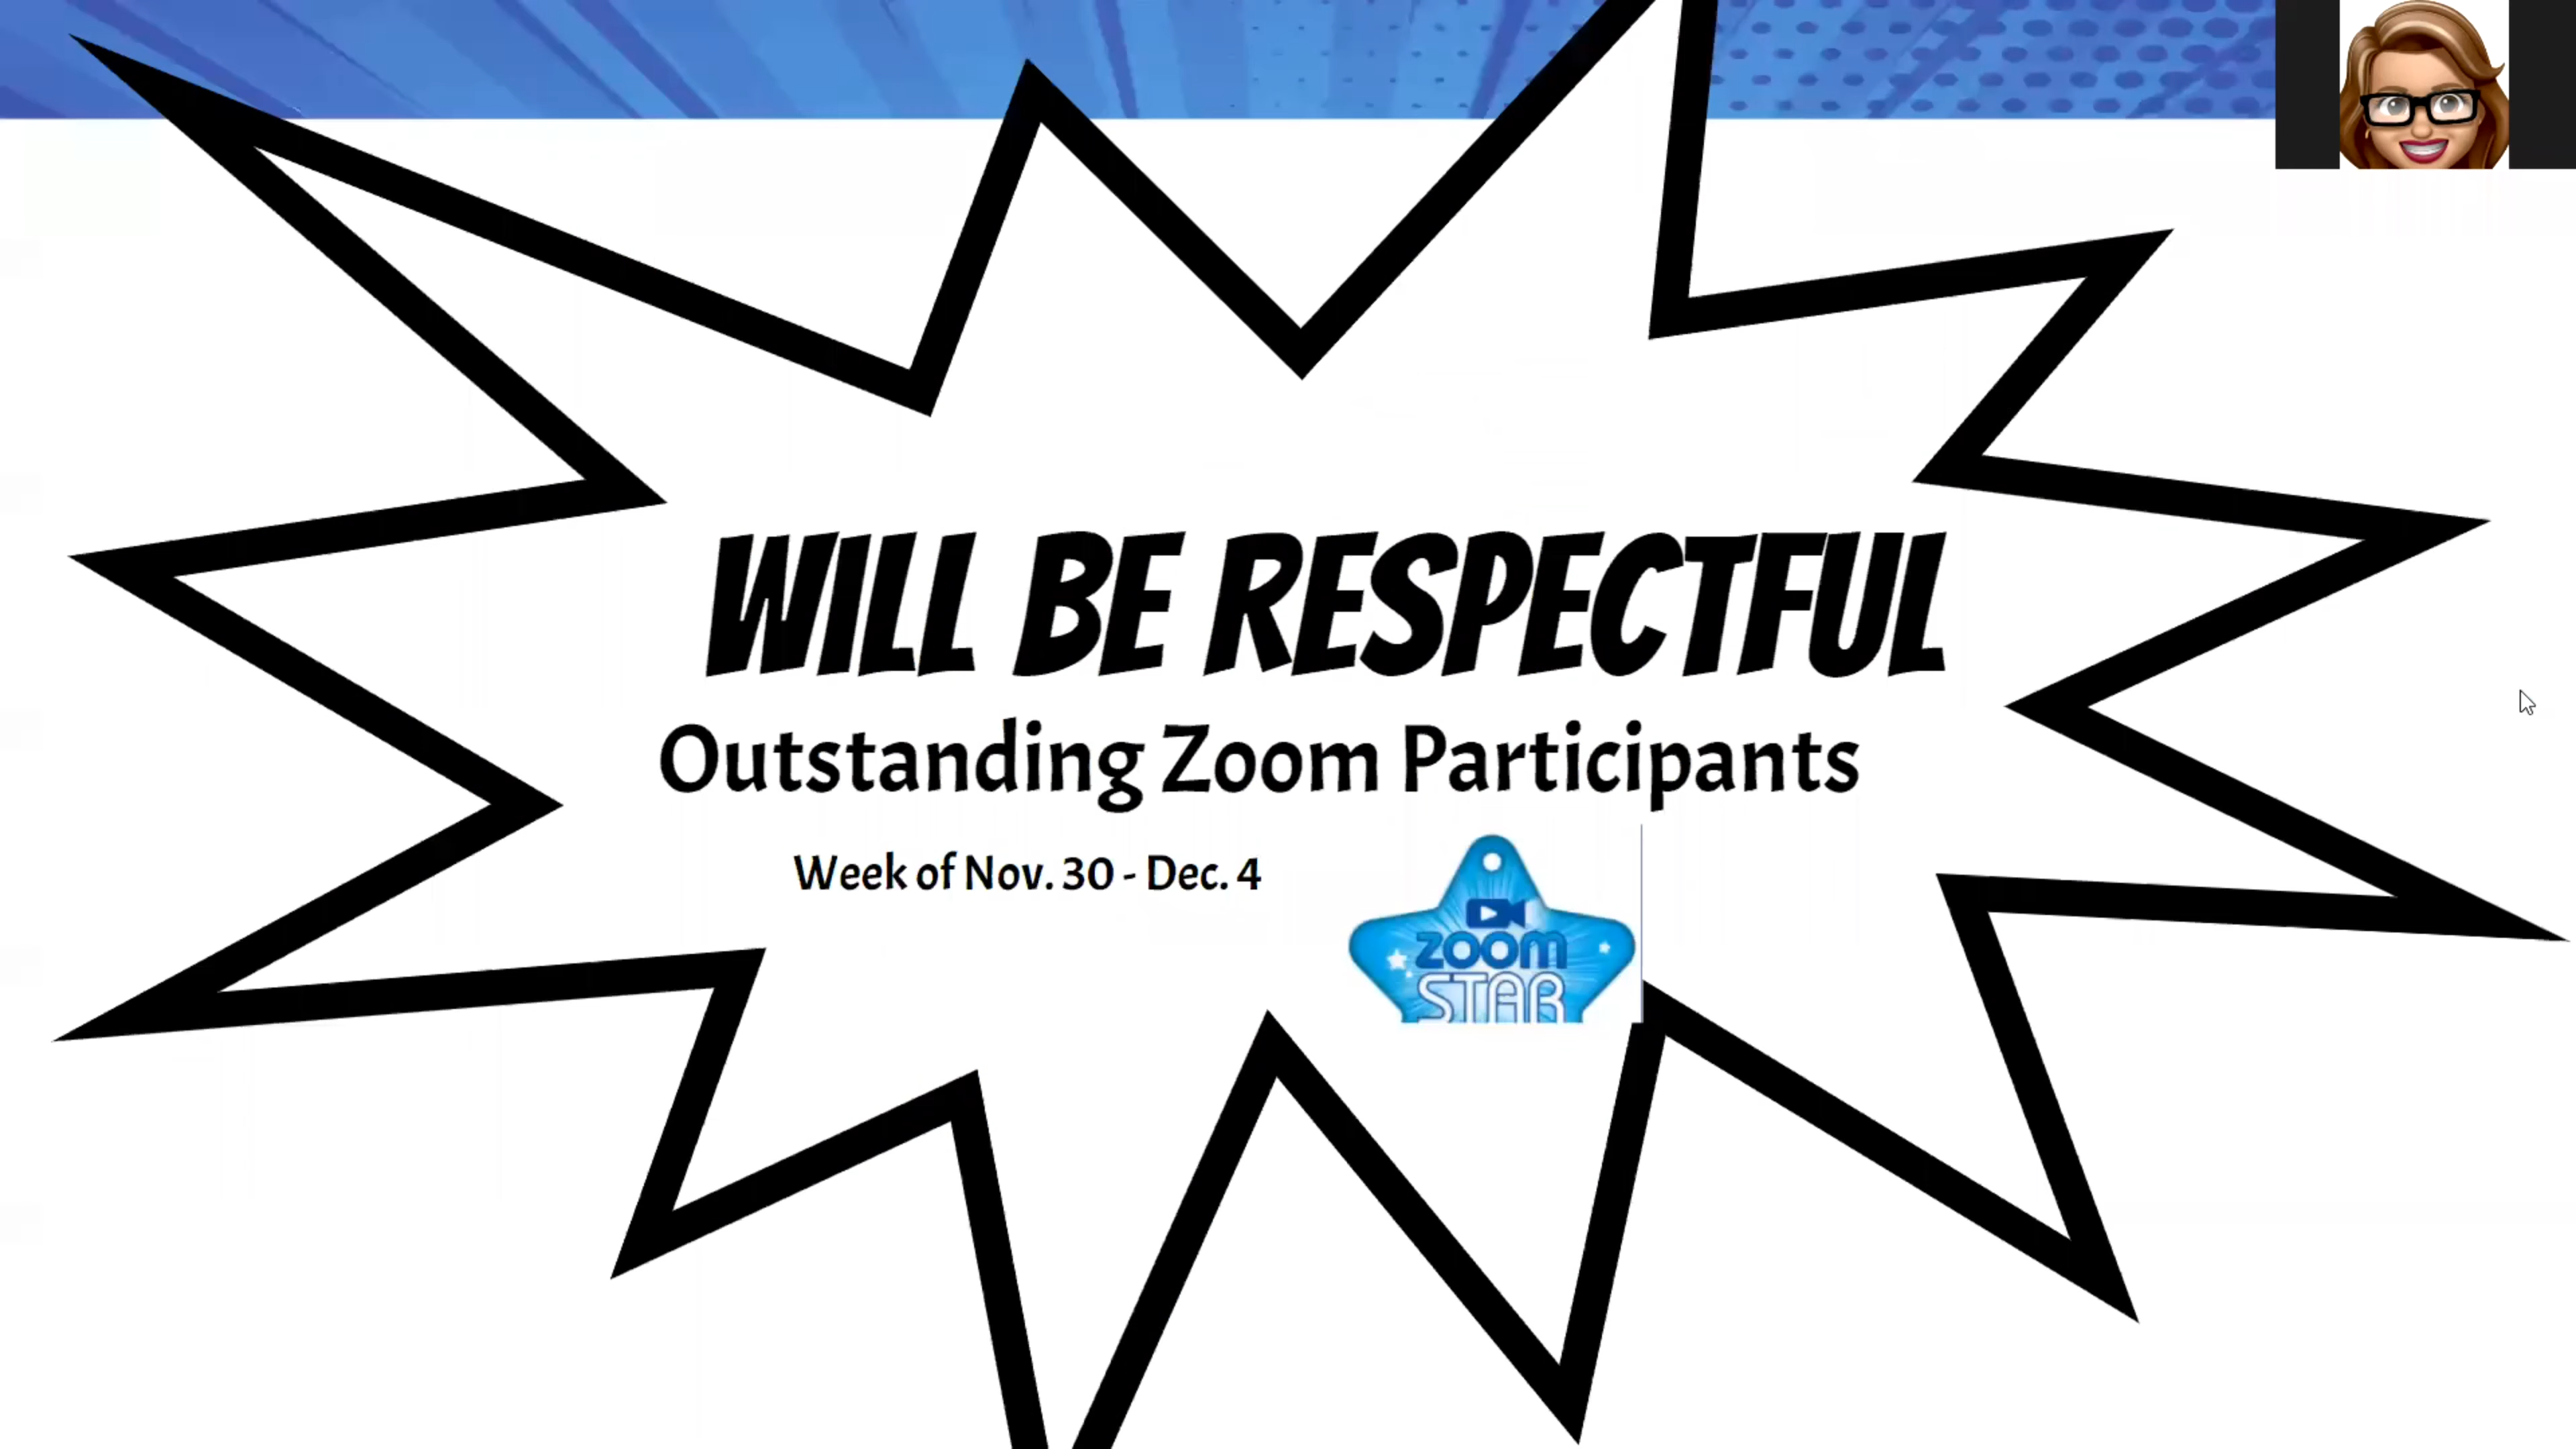 WILL BE RESPECTFUL
Outstanding Zoom Participants
Week of Nov. 30 - Dec. 4
zoom
STAR